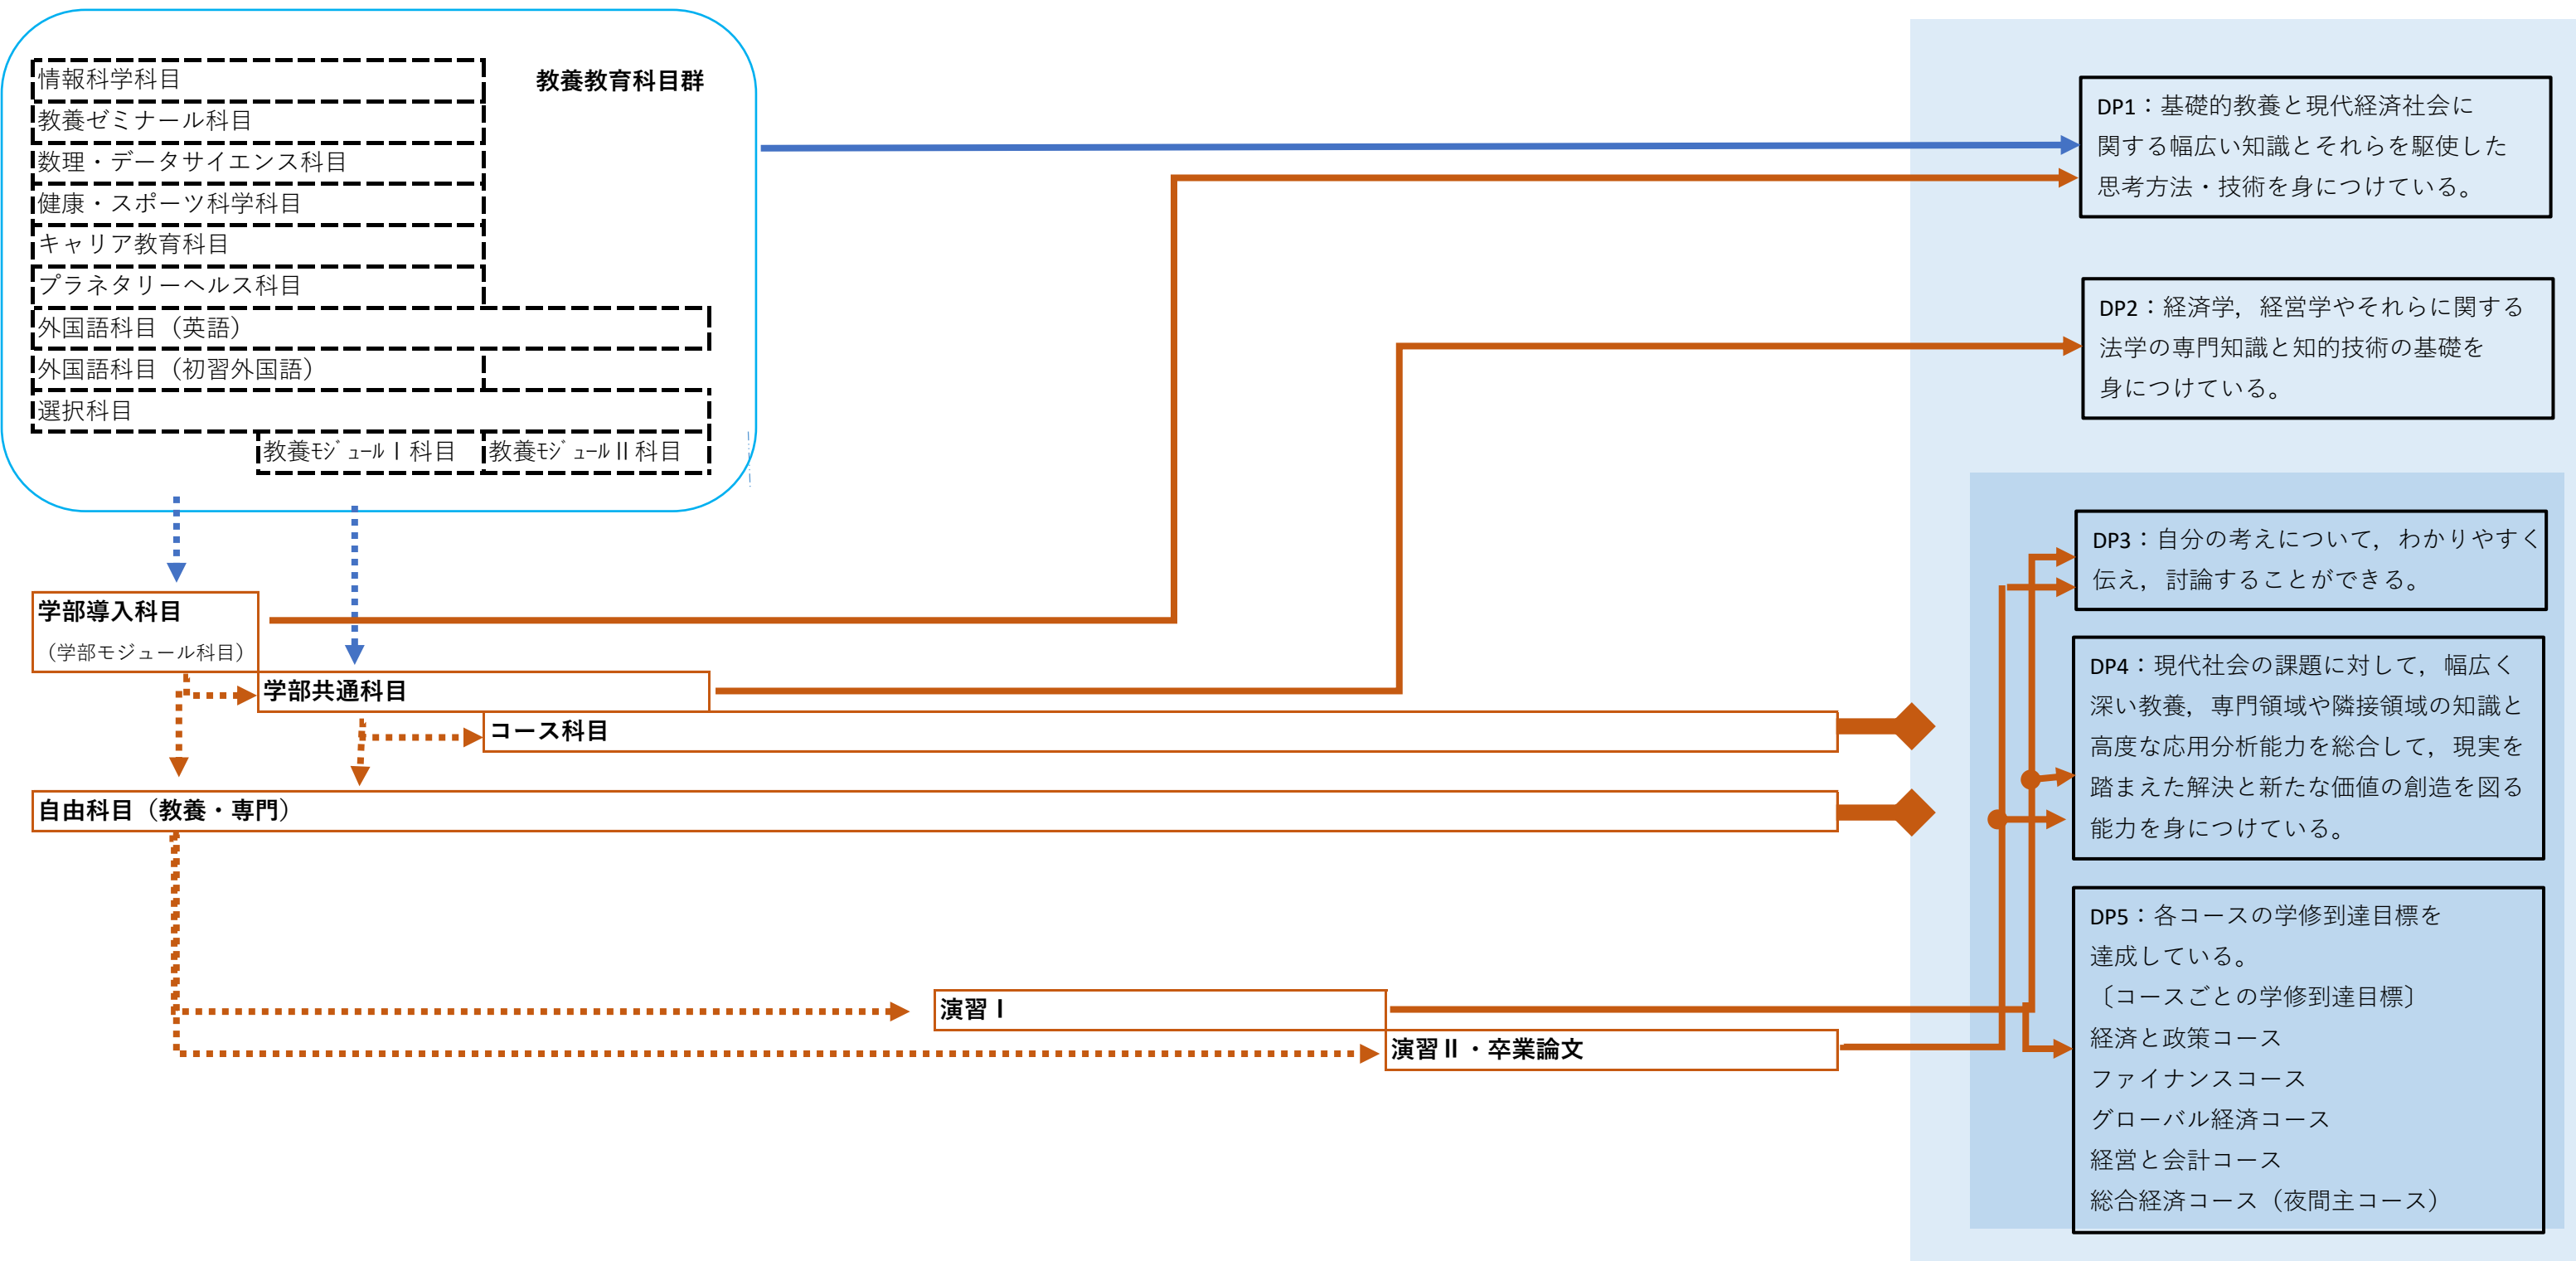 教養教育科目群
情報科学科目
教養ゼミナール科目
数理・データサイエンス科目
健康・スポーツ科学科目
キャリア教育科目
プラネタリーヘルス科目
外国語科目（英語）
外国語科目（初習外国語）
選択科目
教養ﾓｼﾞｭｰﾙⅠ科目
教養ﾓｼﾞｭｰﾙⅡ科目
学部導入科目
（学部モジュール科目）
学部共通科目
コース科目
自由科目（教養・専門）
演習Ⅰ
演習Ⅱ・卒業論文
DP1：基礎的教養と現代経済社会に
関する幅広い知識とそれらを駆使した
思考方法・技術を身につけている。
DP2：経済学，経営学やそれらに関する
法学の専門知識と知的技術の基礎を
身につけている。
DP3：自分の考えについて，わかりやすく
伝え，討論することができる。
DP4：現代社会の課題に対して，幅広く
深い教養，専門領域や隣接領域の知識と
高度な応用分析能力を総合して，現実を
踏まえた解決と新たな価値の創造を図る
能力を身につけている。
DP5：各コースの学修到達目標を
達成している。
〔コースごとの学修到達目標〕
経済と政策コース
ファイナンスコース
グローバル経済コース
経営と会計コース
総合経済コース（夜間主コース）